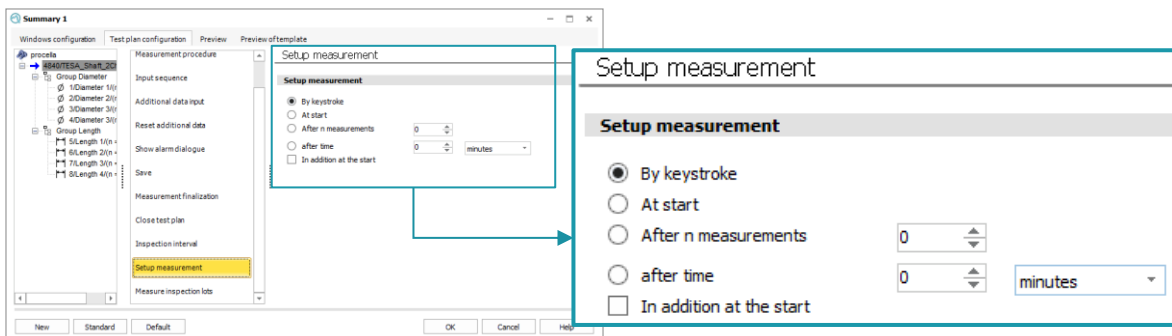 Summary 1
Windows configuration Test plan configuration Preview Preview of template
procella
4840/TESA_Shaft_2Ch
Group Diameter
1/Diameter 1/(r
2/Diameter 2/(r
3/Diameter 3/(r
4/Diameter 3/(r
Group Length
5/Length 1/(n =
6/Length 2/(n =
7/Length 3/(n =
8/Length 4/(n =
Measurement procedure
Input sequence
Additional data input
Reset additional data
Show alarm dialogue
Save
Measurement finalization
Close test plan
Inspection interval
Setup measurement
Measure inspection lots
Setup measurement
Setup measurement
By keystroke
At start
After n measurements 0
after time 0 minutes
In addition at the start
New Standard Default OK Cancel Help
Setup measurement
Setup measurement
By keystroke
At start
After n measurements 0
after time 0 minutes
In addition at the start